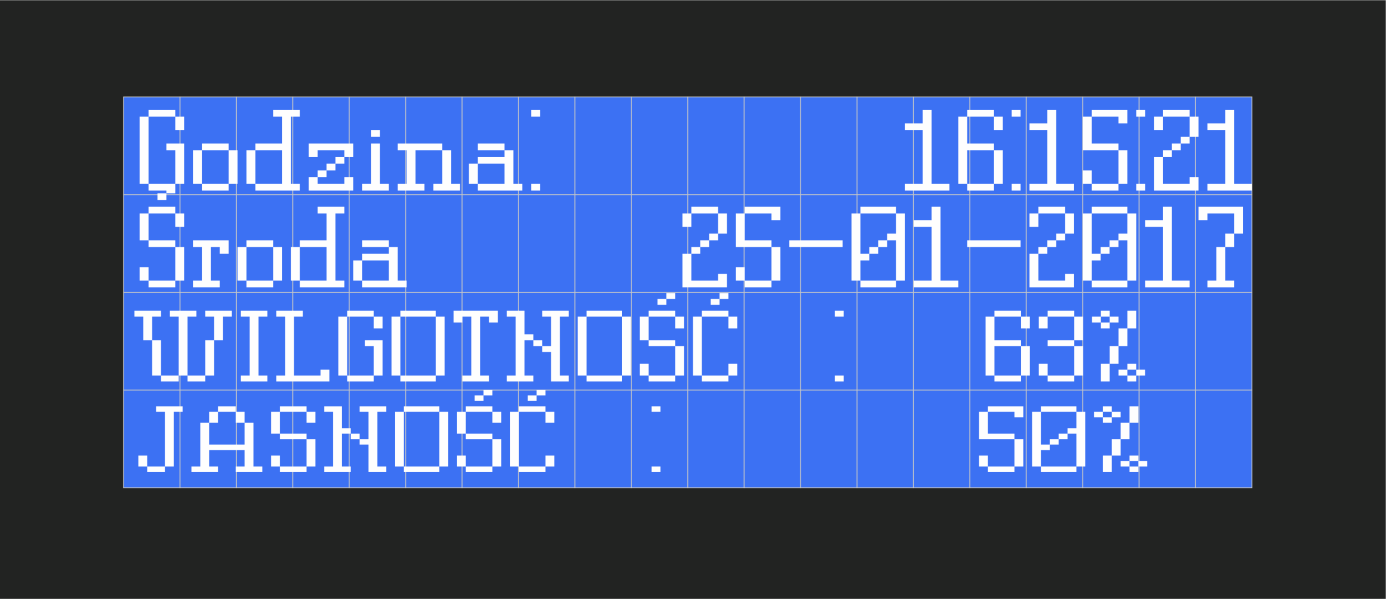 Godzina: 16:15:21
Środa 25-01-2017
WILGOTNOŚĆ : 63%
JASNOŚĆ : 50%